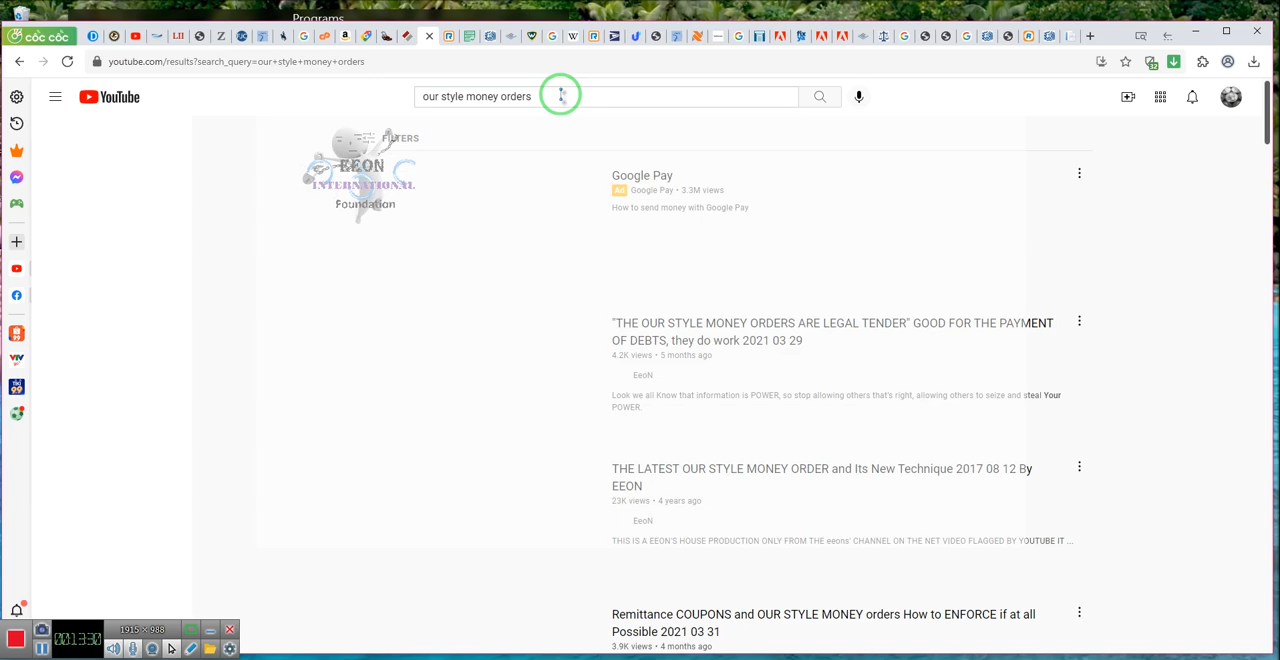 Programs
cốc cốc
youtube.com/results?search_query=our+style+money+orders
YouTube
our style money orders
FILTERS
EEON
INTERNATIONAL
Foundation
Google Pay
Ad Google Pay • 3.3M views
How to send money with Google Pay
"THE OUR STYLE MONEY ORDERS ARE LEGAL TENDER" GOOD FOR THE PAYMENT
OF DEBTS, they do work 2021 03 29
4.2K views • 5 months ago
EeoN
Look we all Know that information is POWER, so stop allowing others that's right, allowing others to seize and steal Your
POWER.
THE LATEST OUR STYLE MONEY ORDER and Its New Technique 2017 08 12 By
EEON
23K views • 4 years ago
EeoN
THIS IS A EEON'S HOUSE PRODUCTION ONLY FROM THE eeons' CHANNEL ON THE NET VIDEO FLAGGED BY YOUTUBE IT ...
Remittance COUPONS and OUR STYLE MONEY orders How to ENFORCE if at all
Possible 2021 03 31
3.9K views • 4 months ago
1915 × 988